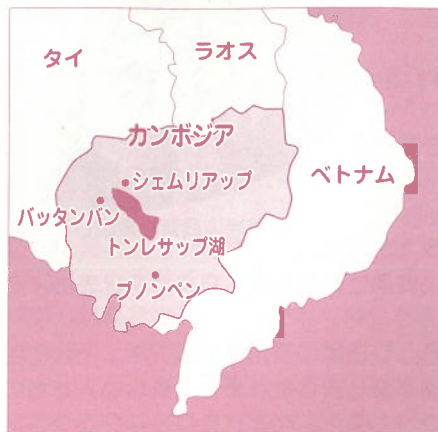 タイ
ラオス
カンボジア
シェムリアップ
ベトナム
バッタンバン
トンレサップ湖
プノンペン